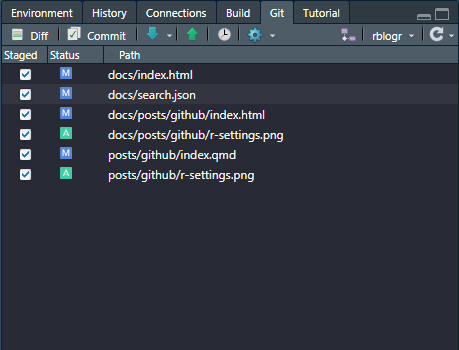 Environment History Connections Build Git Tutorial
Diff Commit rblogr
Staged Status Path
M docs/index.html
M docs/search.json
M docs/posts/github/index.html
A docs/posts/github/r-settings.png
M posts/github/index.qmd
A posts/github/r-settings.png